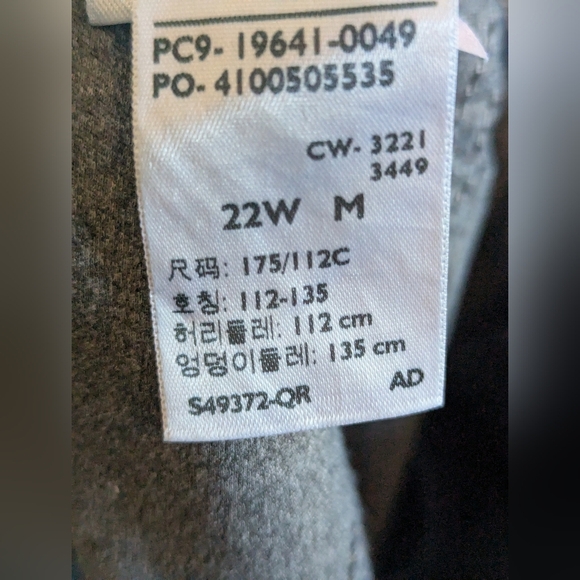 PC9- 19641-0049
PO- 4100505535
CW- 3221
3449
22W M
尺码: 175/112C
호칭: 112-135
허리둘레: 112 cm
엉덩이둘레: 135 cm
S49372-QR AD